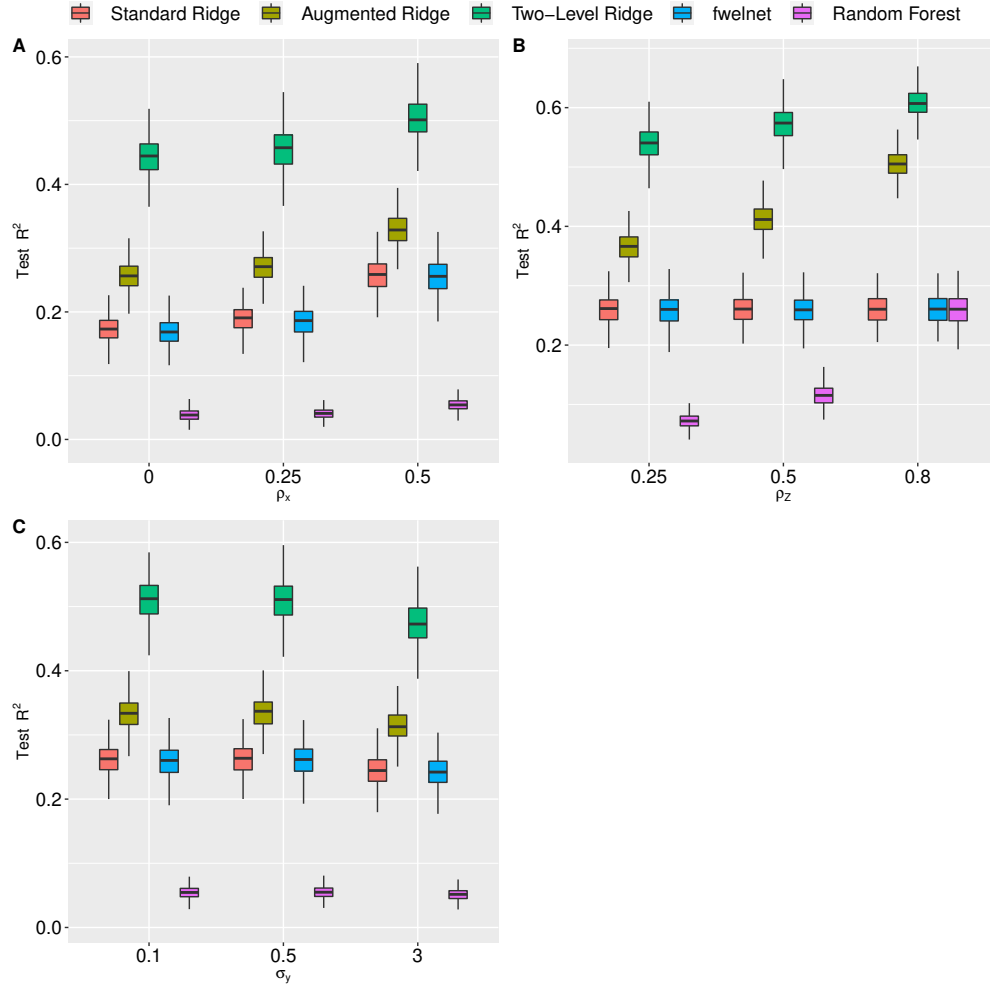 Standard Ridge Augmented Ridge Two−Level Ridge fwelnet Random Forest
A
0.6
0.4
0.2
0.0
Test R²
0 0.25 0.5
ρx
B
0.6
0.4
0.2
Test R²
0.25 0.5 0.8
ρZ
C
0.6
0.4
0.2
0.0
Test R²
0.1 0.5 3
σy